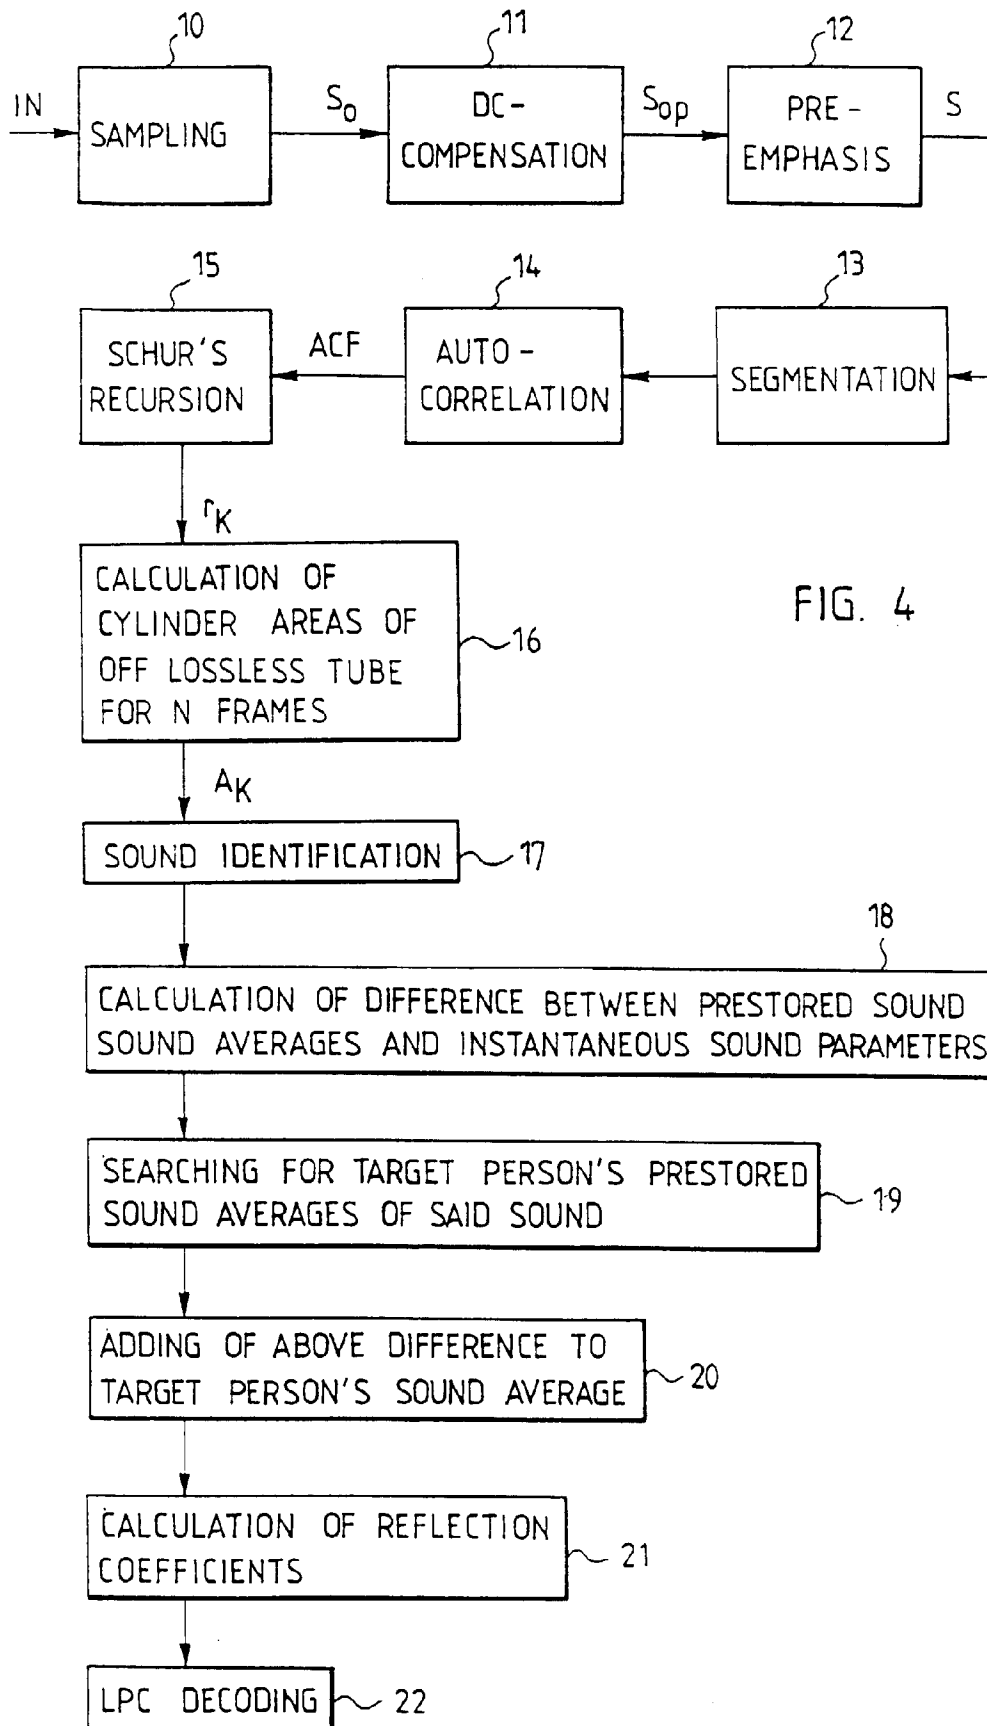 10
11
12
IN
SAMPLING
So
DC-
COMPENSATION
Sop
PRE-
EMPHASIS
S
15
14
13
SCHUR'S
RECURSION
ACF
AUTO-
CORRELATION
SEGMENTATION
rK
CALCULATION OF
CYLINDER AREAS OF
OFF LOSSLESS TUBE
FOR N FRAMES
16
FIG. 4
AK
SOUND IDENTIFICATION
17
18
CALCULATION OF DIFFERENCE BETWEEN PRESTORED SOUND
SOUND AVERAGES AND INSTANTANEOUS SOUND PARAMETERS
SEARCHING FOR TARGET PERSON'S PRESTORED
SOUND AVERAGES OF SAID SOUND
19
ADDING OF ABOVE DIFFERENCE TO
TARGET PERSON'S SOUND AVERAGE
20
CALCULATION OF REFLECTION
COEFFICIENTS
21
LPC DECODING
22